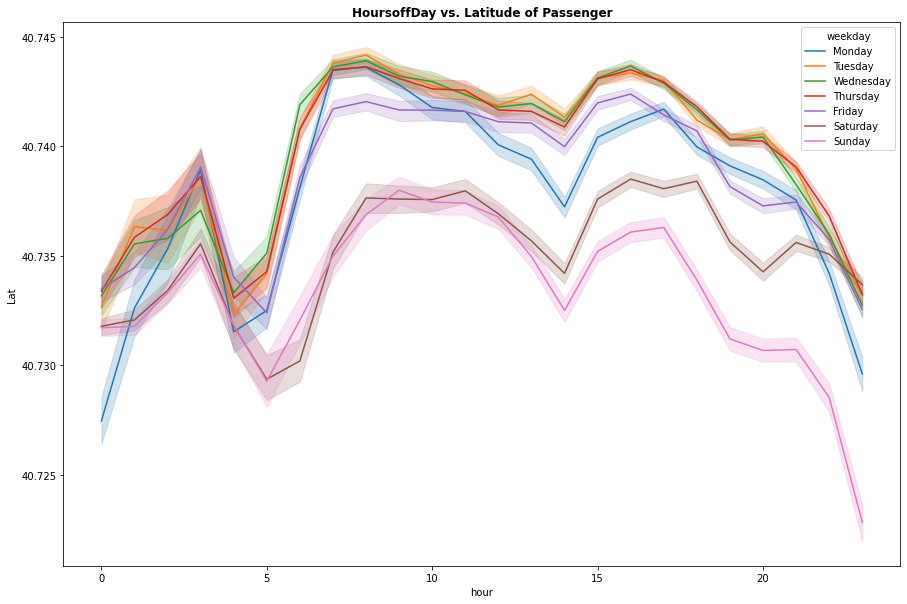 HoursoffDay vs. Latitude of Passenger
weekday
Monday
Tuesday
Wednesday
Thursday
Friday
Saturday
Sunday
40.745
40.740
40.735
40.730
40.725
Lat
0
5
10
15
20
hour